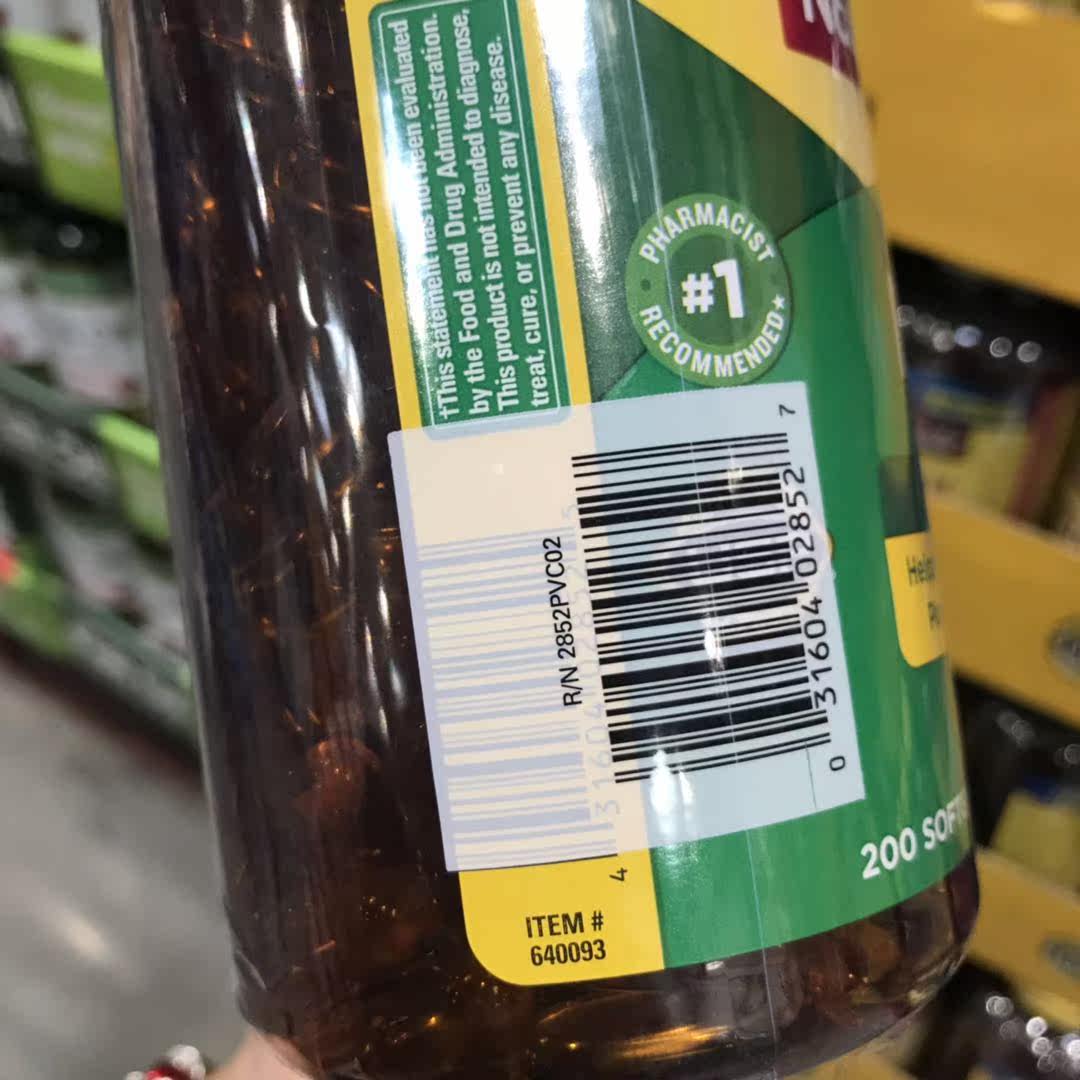 †This statement has not been evaluated
by the Food and Drug Administration.
This product is not intended to diagnose,
treat, cure, or prevent any disease.
PHARMACIST
#1
RECOMMENDED★
R/N 2852PVC02
0 31604 02852 7
4
ITEM #
640093
200